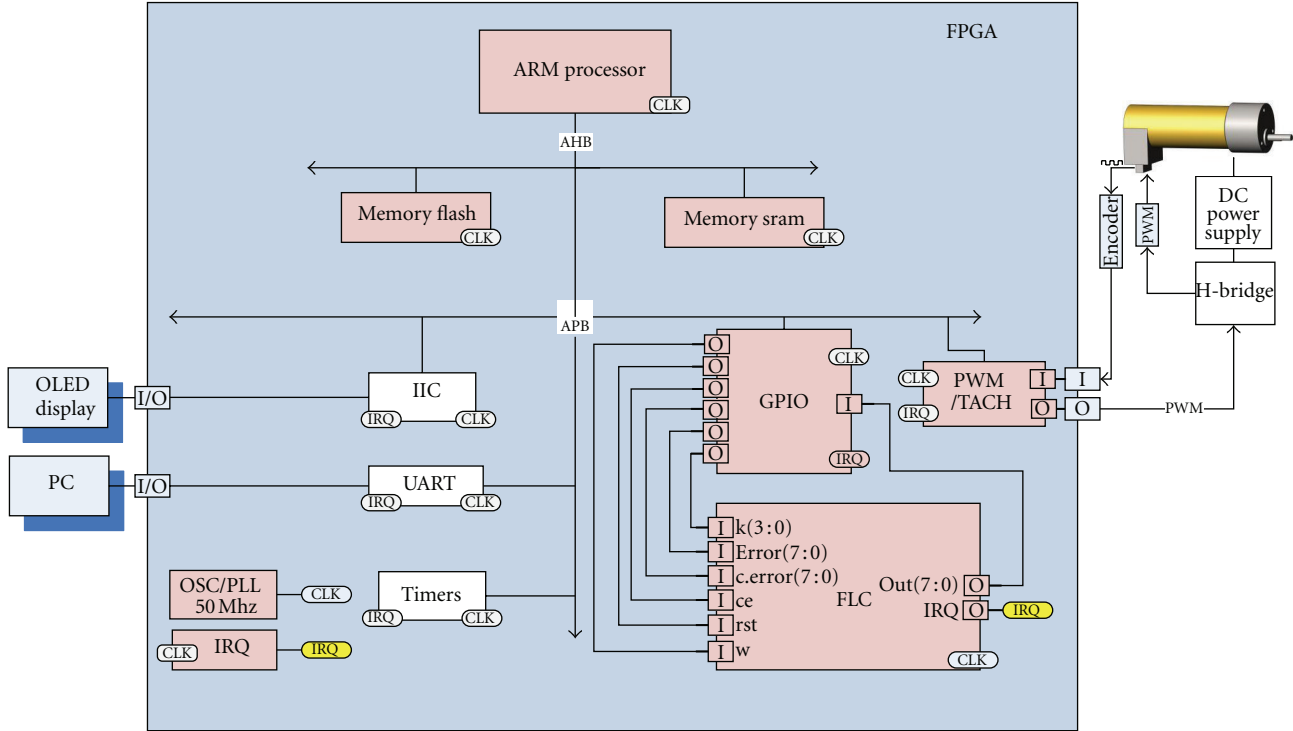 FPGA
ARM processor
CLK
AHB
Memory flash
CLK
Memory sram
CLK
DC
power
supply
Encoder
PWM
H-bridge
APB
OLED
display
I/O
IIC
IRQ
CLK
O
O
O
O
O
O
GPIO
CLK
I
IRQ
CLK
IRQ
PWM
/TACH
I
O
I
O
PWM
PC
I/O
UART
IRQ
CLK
OSC/PLL
50 Mhz
CLK
Timers
IRQ
CLK
IRQ
CLK
IRQ
I
k(3:0)
I
Error(7:0)
I
c.error(7:0)
I
ce
I
rst
I
w
FLC
Out(7:0)
O
IRQ
O
IRQ
CLK